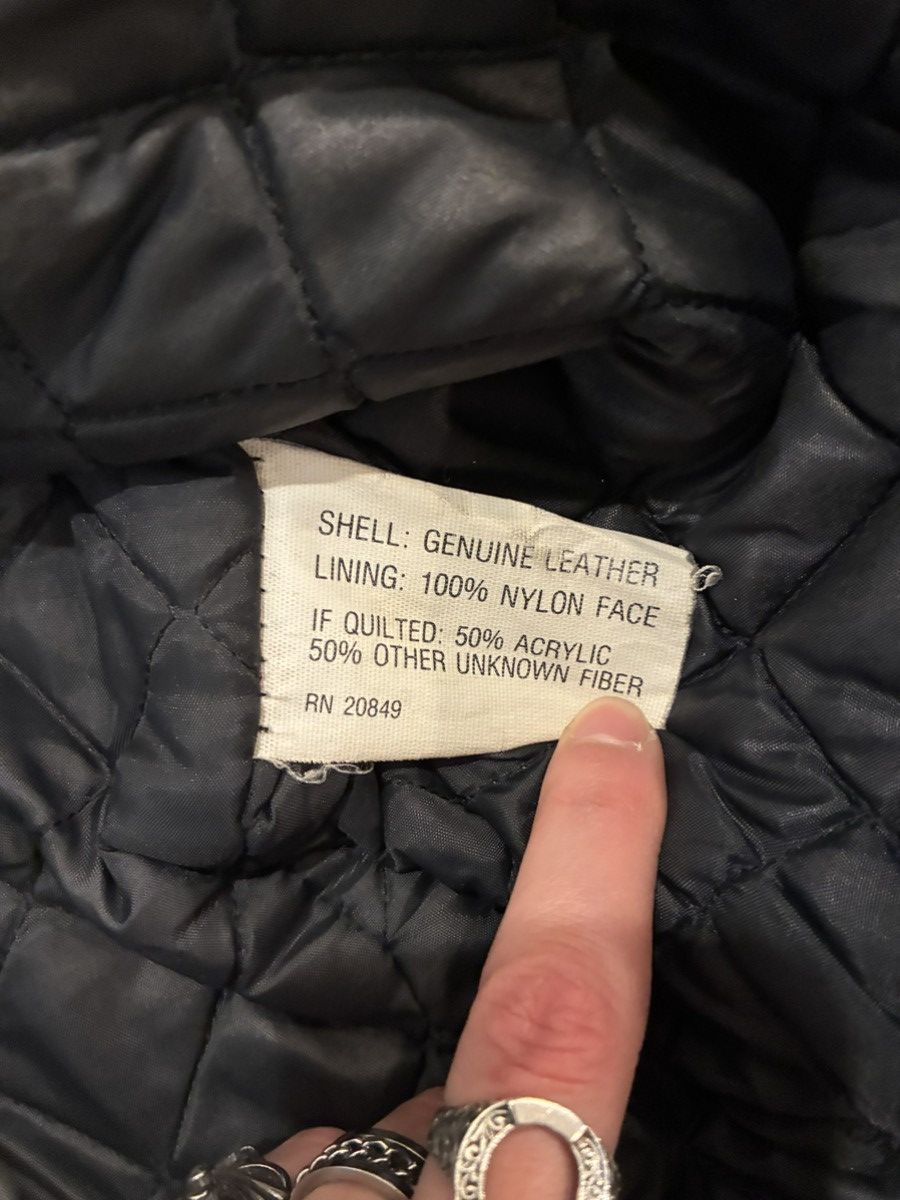 SHELL: GENUINE LEATHER
LINING: 100% NYLON FACE
IF QUILTED: 50% ACRYLIC
50% OTHER UNKNOWN FIBER
RN 20849